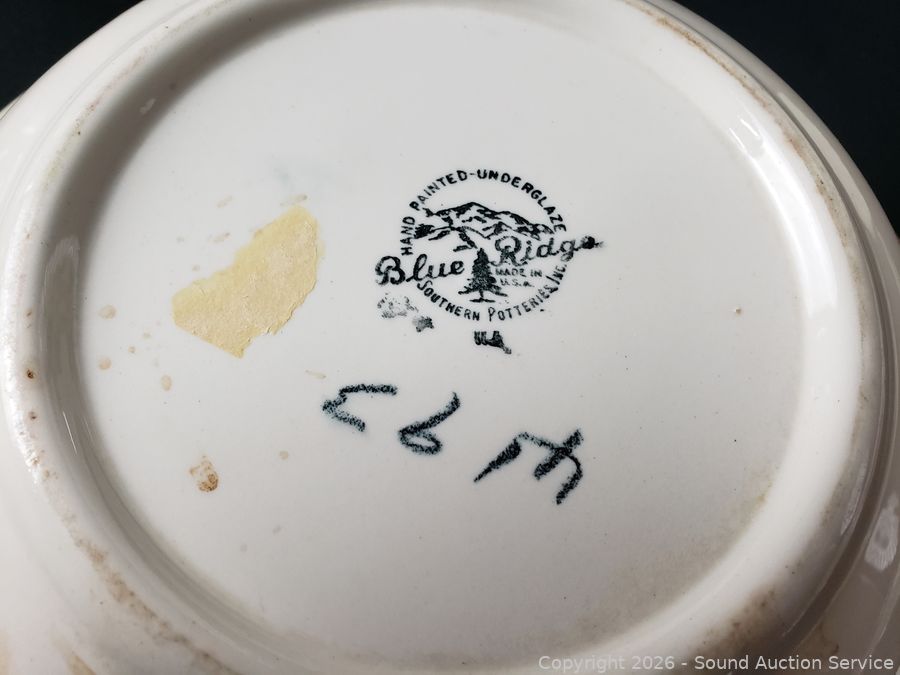 HAND PAINTED-UNDERGLAZE
Blue Ridge
MADE IN
U.S.A.
SOUTHERN POTTERIES INC.
Copyright 2026 - Sound Auction Service